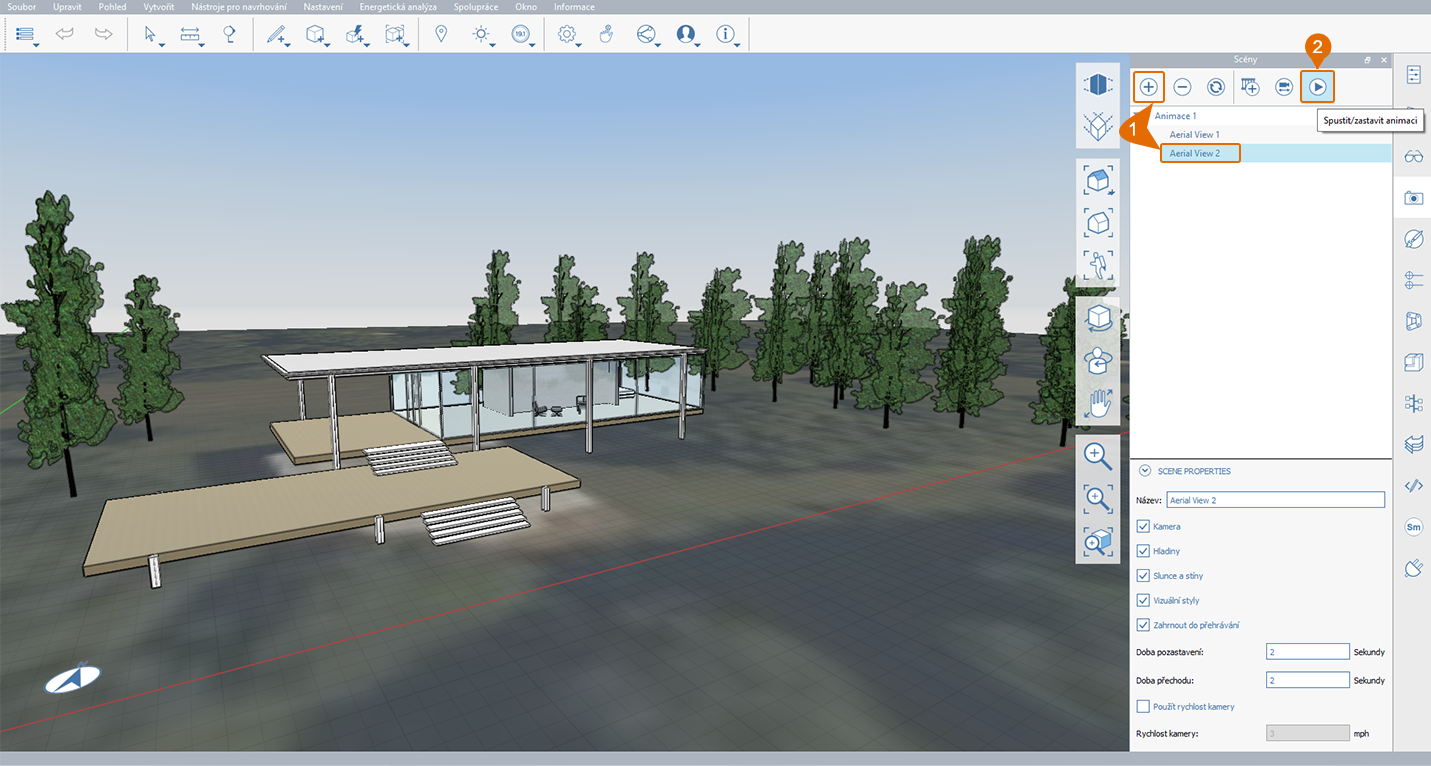 Soubor Upravit Pohled Vytvořit Nástroje pro navrhování Nastavení Energetická analýza Spolupráce Okno Informace
19.1
2
Scény
Spustit/zastavit animaci
1
Animace 1
Aerial View 1
Aerial View 2
SCENE PROPERTIES
Název: Aerial View 2
Kamera
Hladiny
Slunce a stíny
Vizuální styly
Zahrnout do přehrávání
Doba pozastavení: 2 Sekundy
Doba přechodu: 2 Sekundy
Použít rychlost kamery
Rychlost kamery: 3 mph
Sm